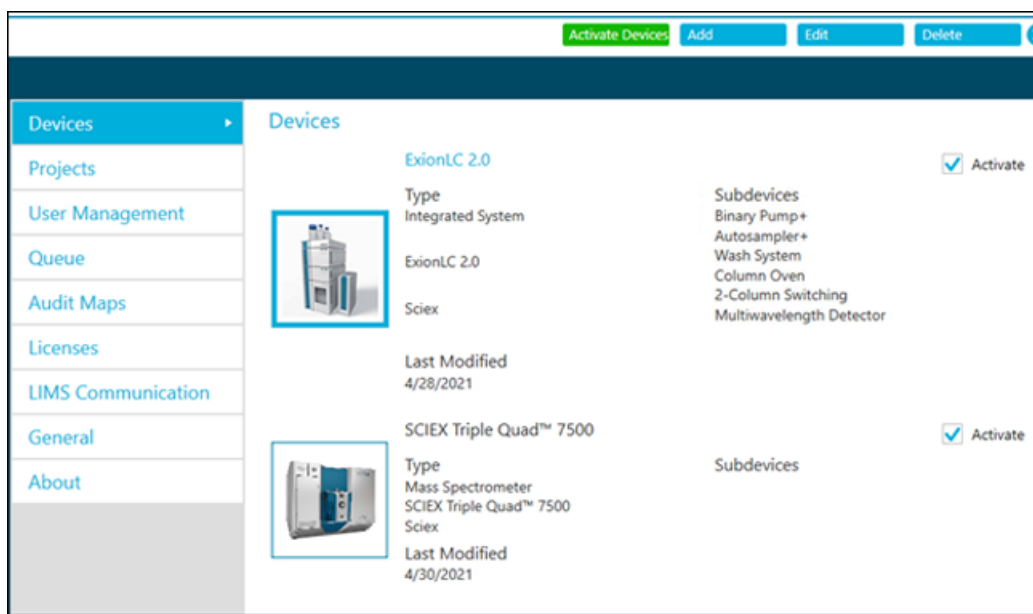 Activate Devices
Add
Edit
Delete
Devices
Projects
User Management
Queue
Audit Maps
Licenses
LIMS Communication
General
About
Devices
ExionLC 2.0
Activate
Type
Integrated System
ExionLC 2.0
Sciex
Subdevices
Binary Pump+
Autosampler+
Wash System
Column Oven
2-Column Switching
Multiwavelength Detector
Last Modified
4/28/2021
SCIEX Triple Quad™ 7500
Activate
Type
Mass Spectrometer
SCIEX Triple Quad™ 7500
Sciex
Subdevices
Last Modified
4/30/2021